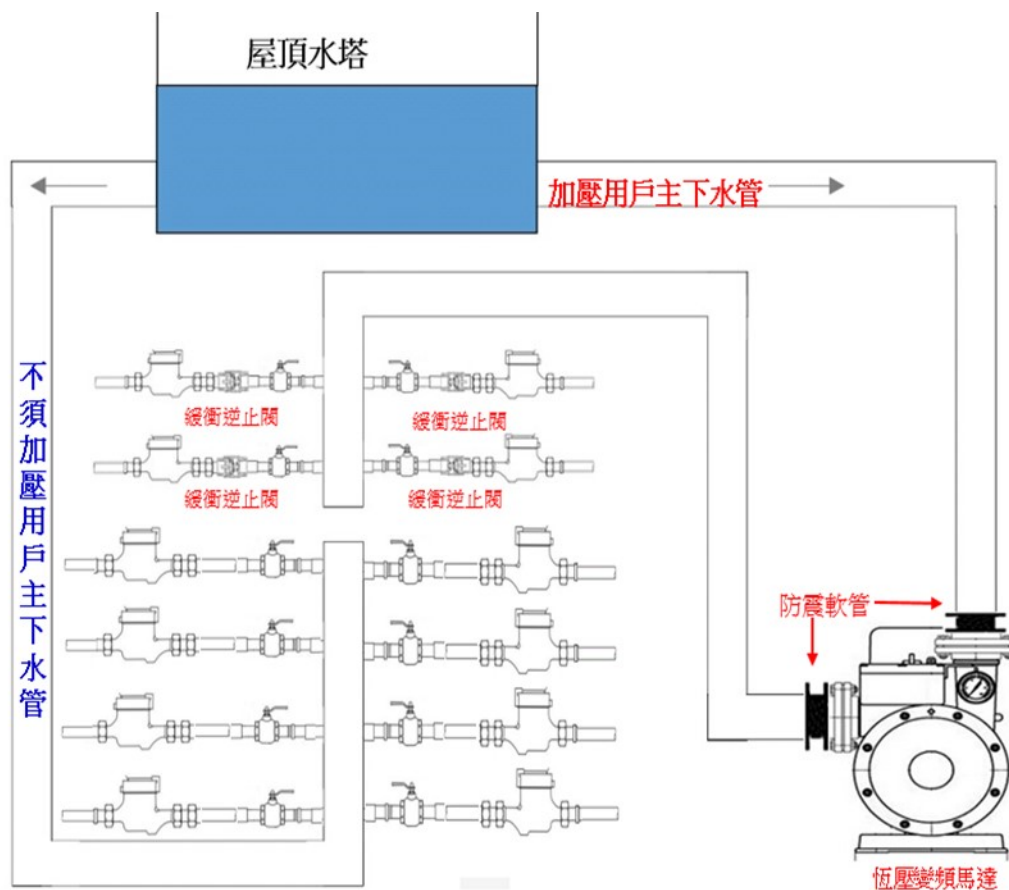 屋頂水塔
加壓用戶主下水管
不須加壓用戶主下水管
緩衝逆止閥
緩衝逆止閥
緩衝逆止閥
緩衝逆止閥
防震軟管
恆壓變頻馬達